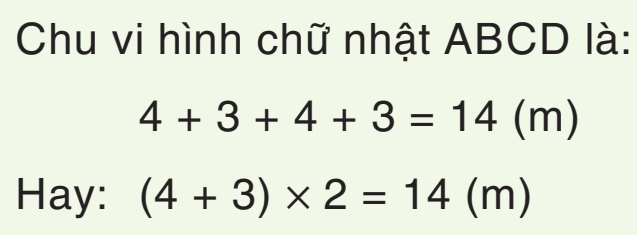 Chu vi hình chữ nhật ABCD là:
4 + 3 + 4 + 3 = 14 (m)
Hay: (4 + 3) × 2 = 14 (m)